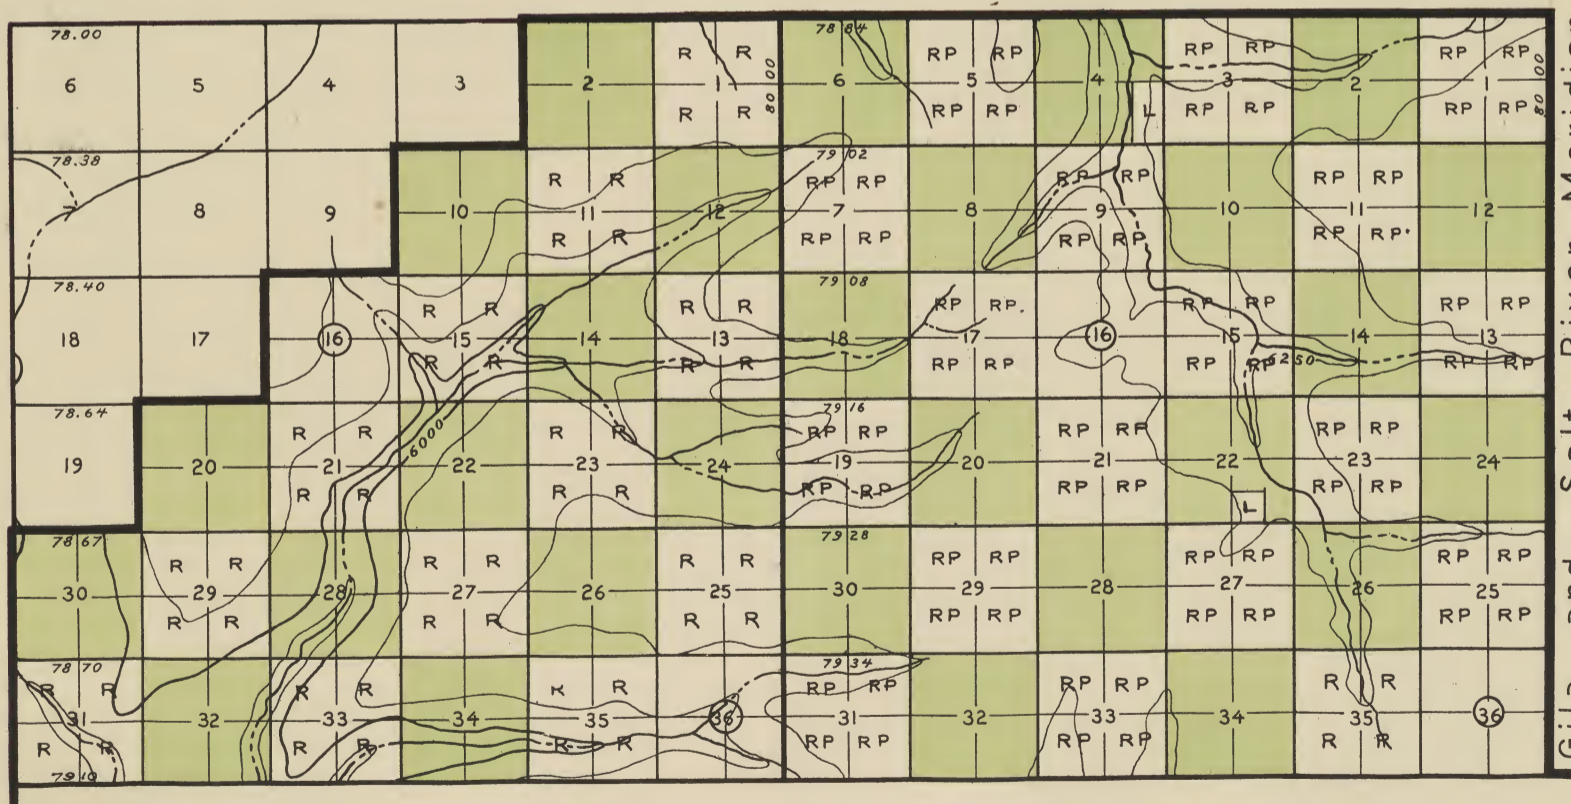 78.00 78 84
R R RP RP RP RP RP RP
6 5 4 3 2 1 80 00 6 5 4 3 2 1 80 00
R R RP RP L RP RP RP RP
78.38 79 02
R R RP RP RP RP RP RP
7 8 9 10 11 12 7 8 9 10 11 12
R R RP RP RP RP RP RP
78.40 79 08
R R R R RP RP RP RP RP RP
18 17 16 15 14 13 18 17 16 15 14 13
R R R R RP RP RP RP 6250 RP RP
78.64 79 16
R R R R RP RP RP RP RP RP
6000
19 20 21 22 23 24 19 20 21 22 23 24
R R R R RP RP RP RP RP RP
L
78.67 79 28
R R R R R R RP RP RP RP RP RP
30 29 28 27 26 25 30 29 28 27 26 25
R R R R R R RP RP RP RP RP RP
78 70 79 34
R R R R R R RP RP RP RP R R
31 32 33 34 35 36 31 32 33 34 35 36
R R R R R R RP RP RP RP R R
79 10
Gila and Salt River Meridian